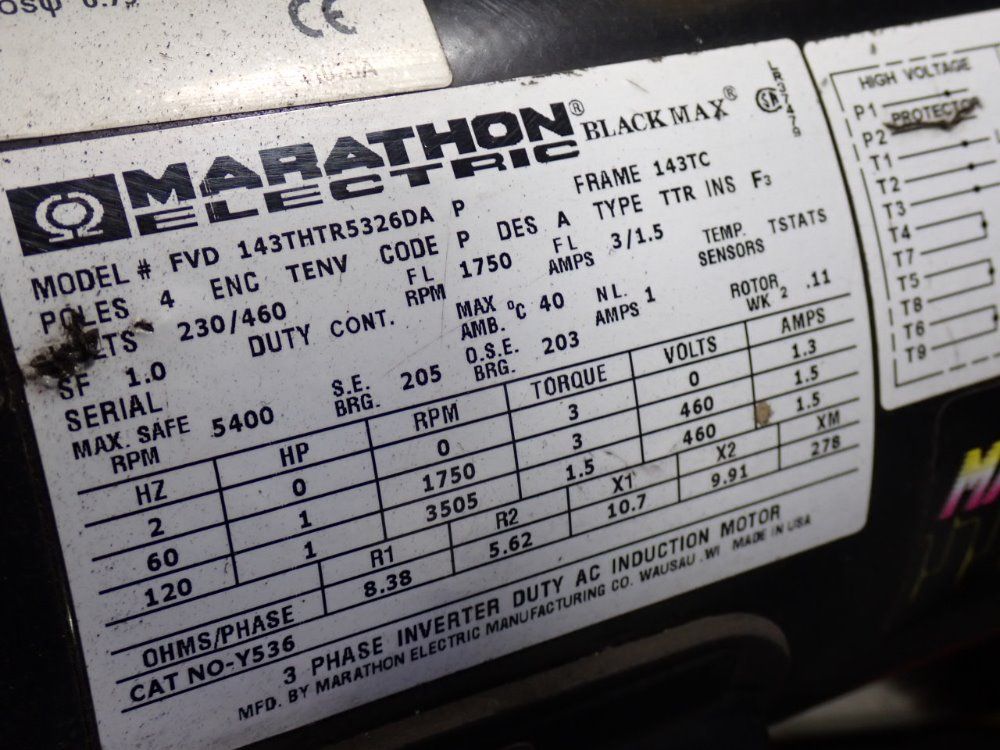 cosφ 0.75
CE
MARATHON®
ELECTRIC
BLACK MAX®
LR37479
SA
MODEL # FVD 143THTR5326DA P FRAME 143TC
POLES 4 ENC TENV CODE P DES A TYPE TTR INS F3
VOLTS 230/460 FL RPM 1750 FL AMPS 3/1.5 TEMP. SENSORS TSTATS
SF 1.0 DUTY CONT. MAX AMB. °C 40 N.L. AMPS 1 ROTOR WK 2 .11
SERIAL
MAX. SAFE RPM 5400 S.E. BRG. 205 O.S.E. BRG. 203
HZ HP RPM TORQUE VOLTS AMPS
2 0 0 3 0 1.3
60 1 1750 3 460 1.5
120 1 3505 1.5 460 1.5
OHMS/PHASE R1 R2 X1 X2 XM
8.38 5.62 10.7 9.91 278
CAT NO-Y536
3 PHASE INVERTER DUTY AC INDUCTION MOTOR
MFD. BY MARATHON ELECTRIC MANUFACTURING CO. WAUSAU .WI MADE IN USA
HIGH VOLTAGE
P1
PROTECTOR
P2
T1
T2
T3
T4
T7
T5
T8
T6
T9